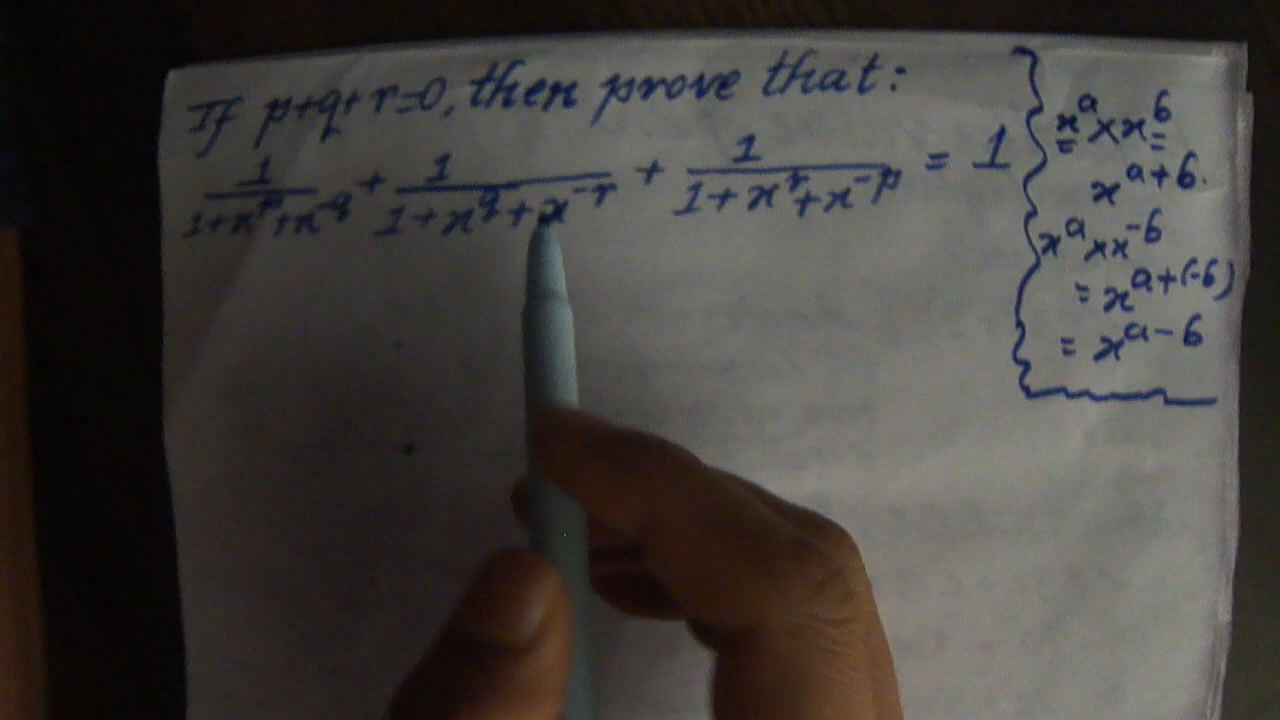 If p+q+r=0, then prove that:
1/(1+x^p+x^-q) + 1/(1+x^q+x^-r) + 1/(1+x^r+x^-p) = 1
x^a × x^b
x^a+b.
x^a × x^-b
= x^a+(-b)
= x^a-b